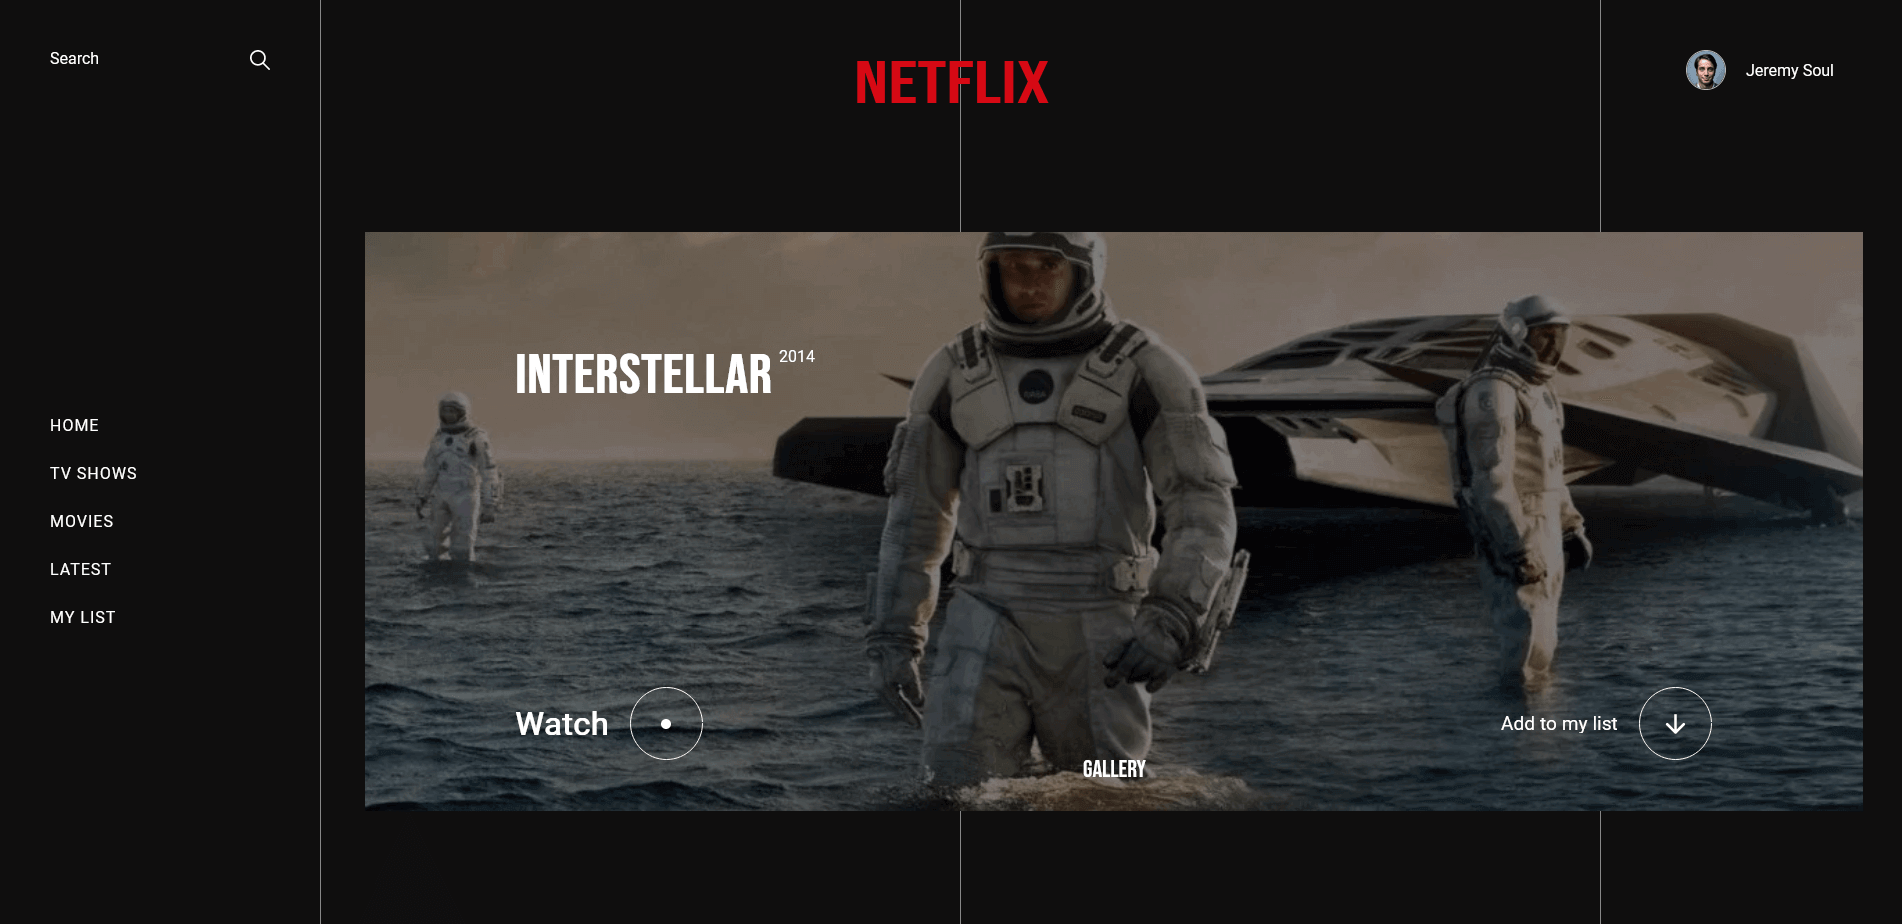 Search
NETFLIX
Jeremy Soul
INTERSTELLAR 2014
HOME
TV SHOWS
MOVIES
LATEST
MY LIST
Watch
Add to my list
GALLERY